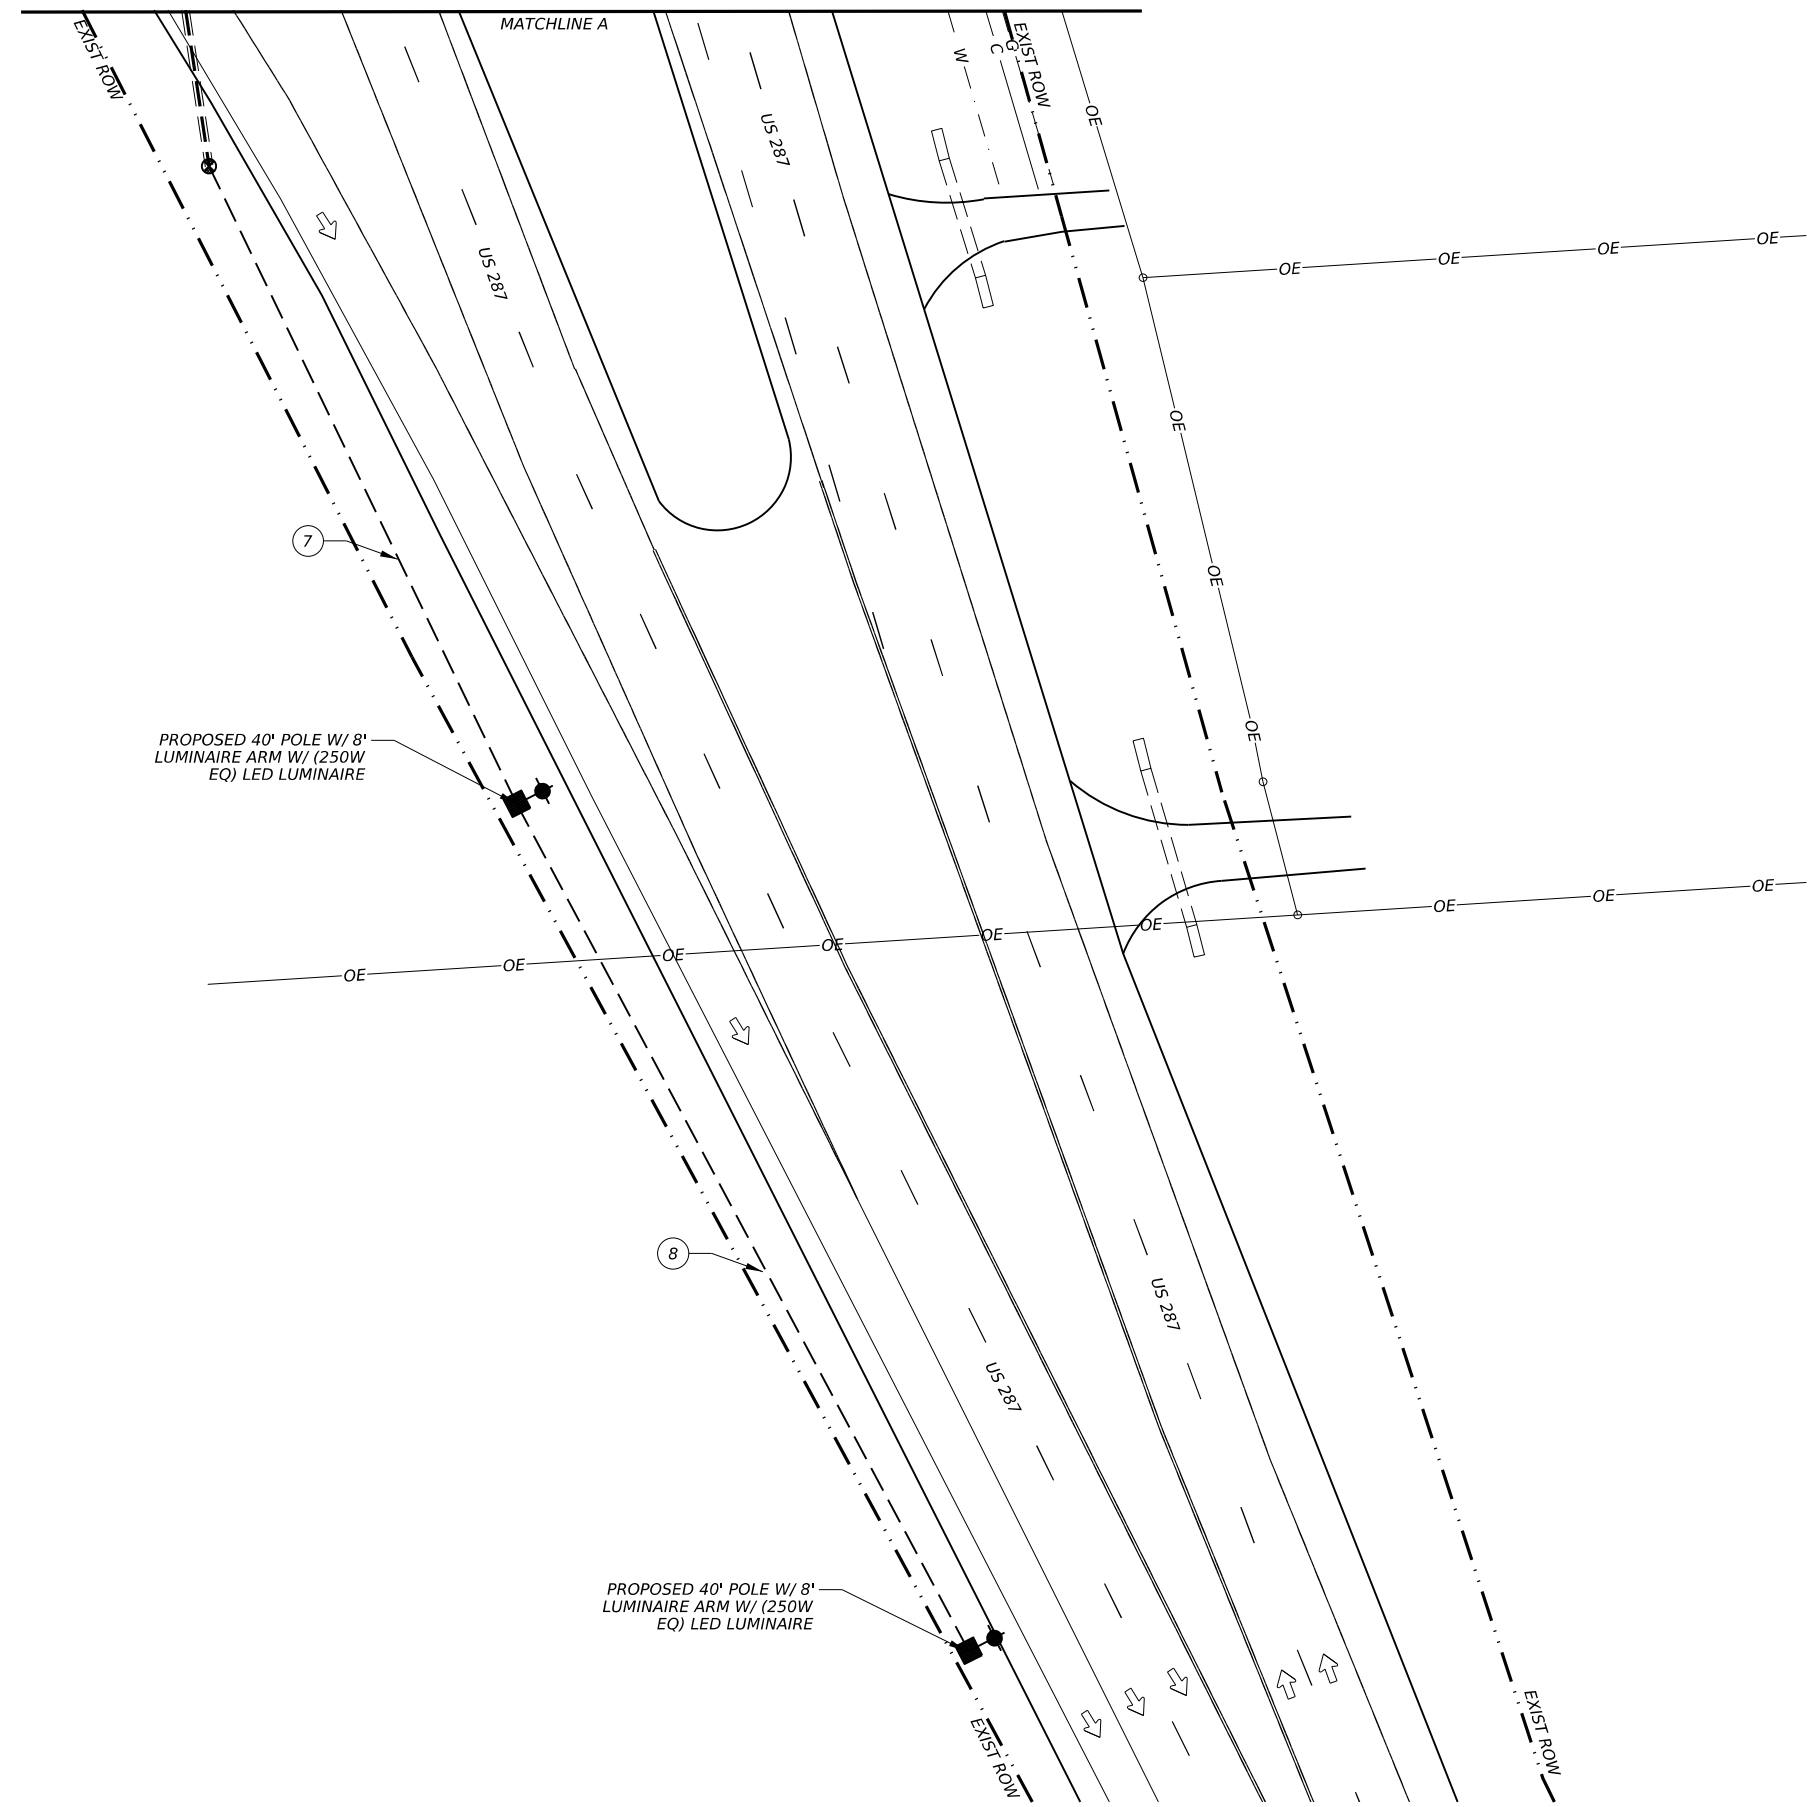 MATCHLINE A
EXIST ROW
W
C
G
EXIST ROW
OE
US 287
US 287
OE
OE
OE
OE
OE
7
OE
PROPOSED 40' POLE W/ 8'
LUMINAIRE ARM W/ (250W
EQ) LED LUMINAIRE
OE
OE
OE
OE
OE
OE
OE
OE
OE
OE
8
US 287
US 287
PROPOSED 40' POLE W/ 8'
LUMINAIRE ARM W/ (250W
EQ) LED LUMINAIRE
EXIST ROW
EXIST ROW